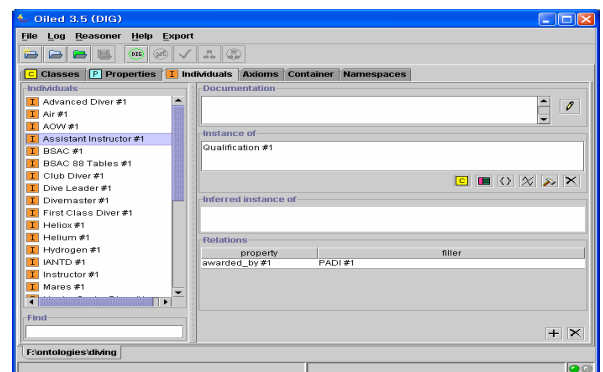 Oiled 3.5 (DIG)
File Log Reasoner Help Export
DIG
C Classes P Properties I Individuals Axioms Container Namespaces
Individuals
I Advanced Diver #1
I Air #1
I AOW #1
I Assistant Instructor #1
I BSAC #1
I BSAC 88 Tables #1
I Club Diver #1
I Dive Leader #1
I Divemaster #1
I First Class Diver #1
I Heliox #1
I Helium #1
I Hydrogen #1
I IANTD #1
I Instructor #1
I Mares #1
Find
Documentation
Instance of
Qualification #1
C
Inferred instance of
Relations
property filler
awarded_by #1 PADI #1
F:\ontologies\diving